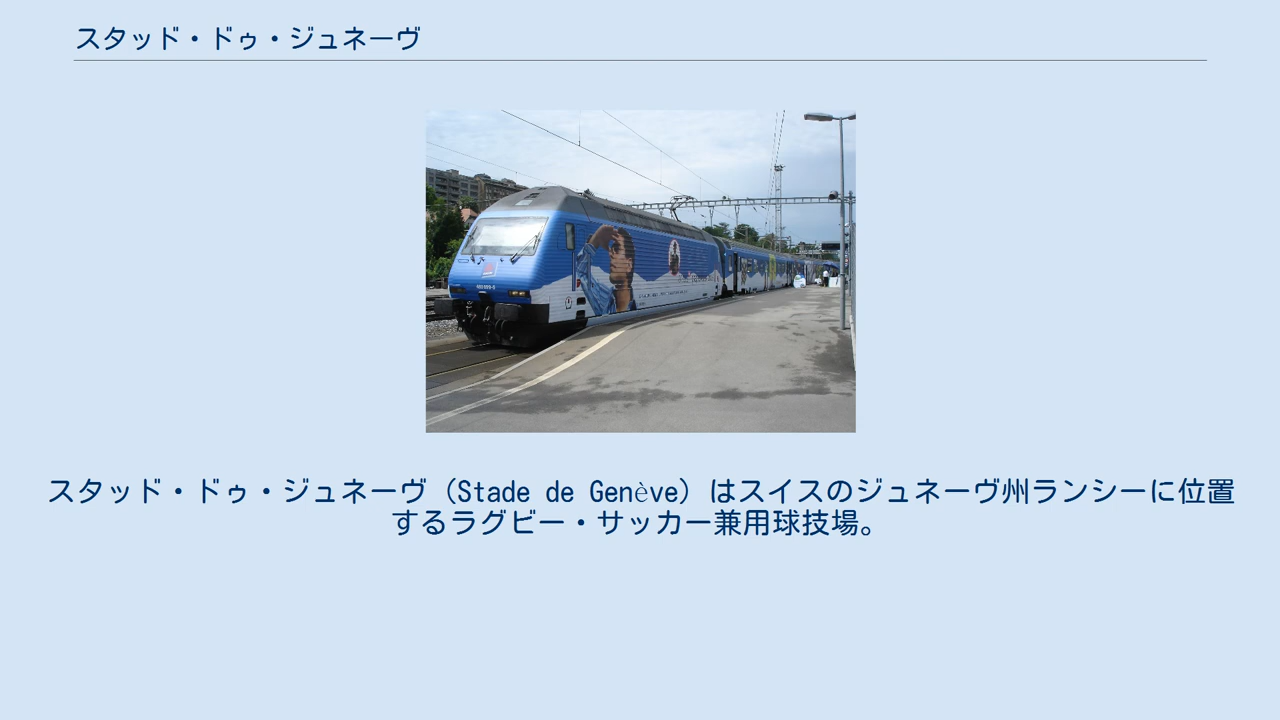 スタッド・ドゥ・ジュネーヴ
スタッド・ドゥ・ジュネーヴ（Stade de Genève）はスイスのジュネーヴ州ランシーに位置
するラグビー・サッカー兼用球技場。